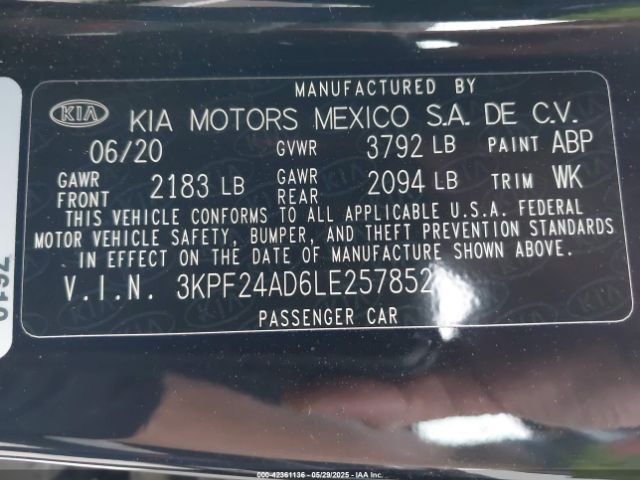 MANUFACTURED BY
KIA KIA MOTORS MEXICO S.A. DE C.V.
06/20 GVWR 3792 LB PAINT ABP
GAWR FRONT 2183 LB GAWR REAR 2094 LB TRIM WK
THIS VEHICLE CONFORMS TO ALL APPLICABLE U.S.A. FEDERAL
MOTOR VEHICLE SAFETY, BUMPER, AND THEFT PREVENTION STANDARDS
IN EFFECT ON THE DATE OF MANUFACTURE SHOWN ABOVE.
V.I.N. 3KPF24AD6LE257852
PASSENGER CAR
000-42361136 - 05/29/2025 - IAA Inc.